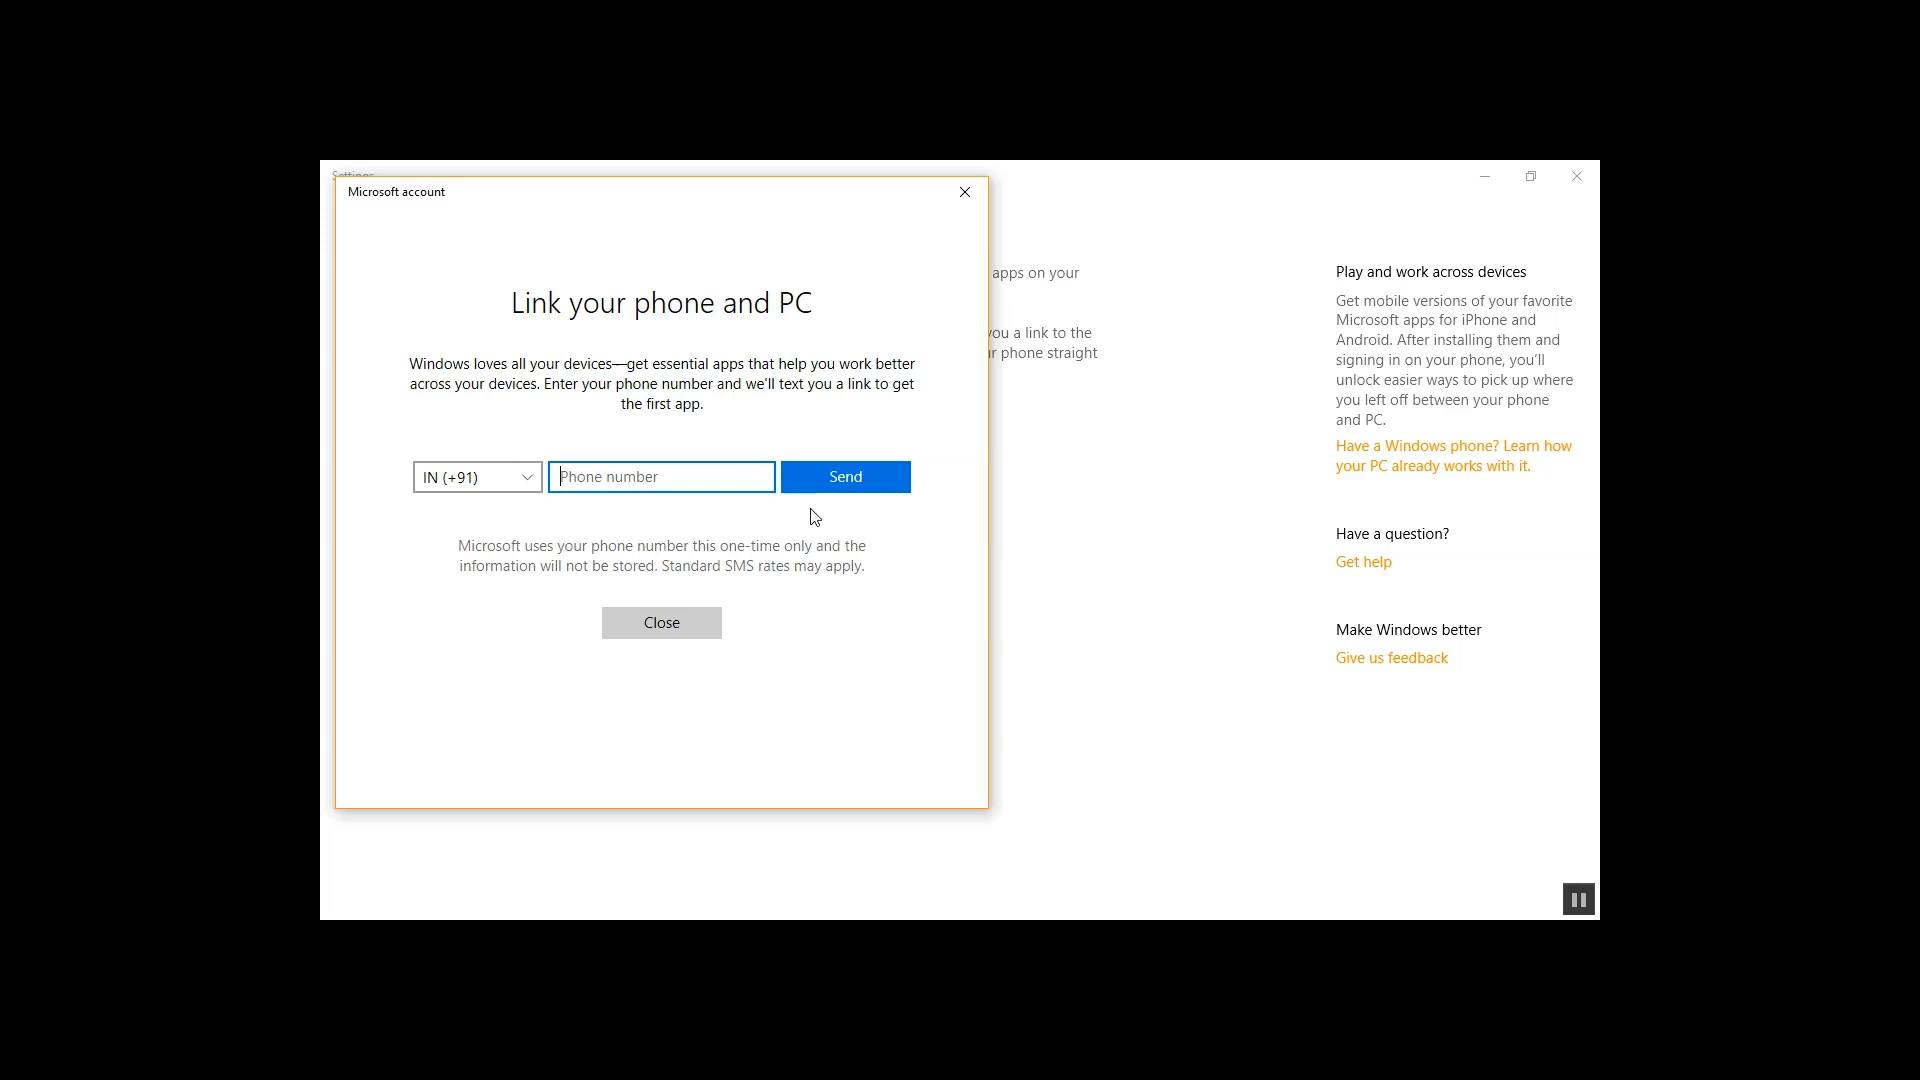 Settings
Microsoft account
Link your phone and PC
Windows loves all your devices—get essential apps that help you work better
across your devices. Enter your phone number and we'll text you a link to get
the first app.
IN (+91)
Phone number
Send
Microsoft uses your phone number this one-time only and the
information will not be stored. Standard SMS rates may apply.
Close
apps on your
you a link to the
phone straight
Play and work across devices
Get mobile versions of your favorite
Microsoft apps for iPhone and
Android. After installing them and
signing in on your phone, you'll
unlock easier ways to pick up where
you left off between your phone
and PC.
Have a Windows phone? Learn how
your PC already works with it.
Have a question?
Get help
Make Windows better
Give us feedback